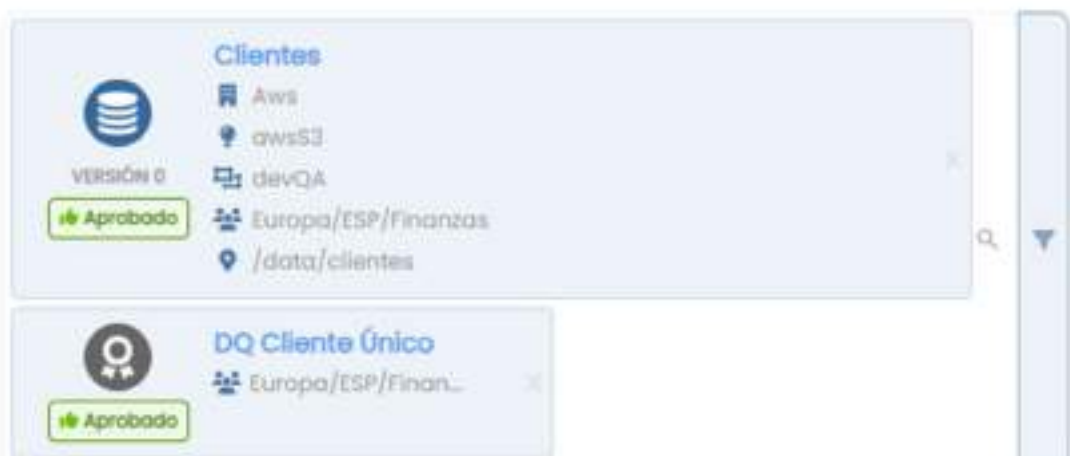 Clientes
Aws
awsS3
VERSIÓN 0
devQA
Aprobado
Europa/ESP/Finanzas
/data/clientes
DQ Cliente Único
Europa/ESP/Finan...
Aprobado